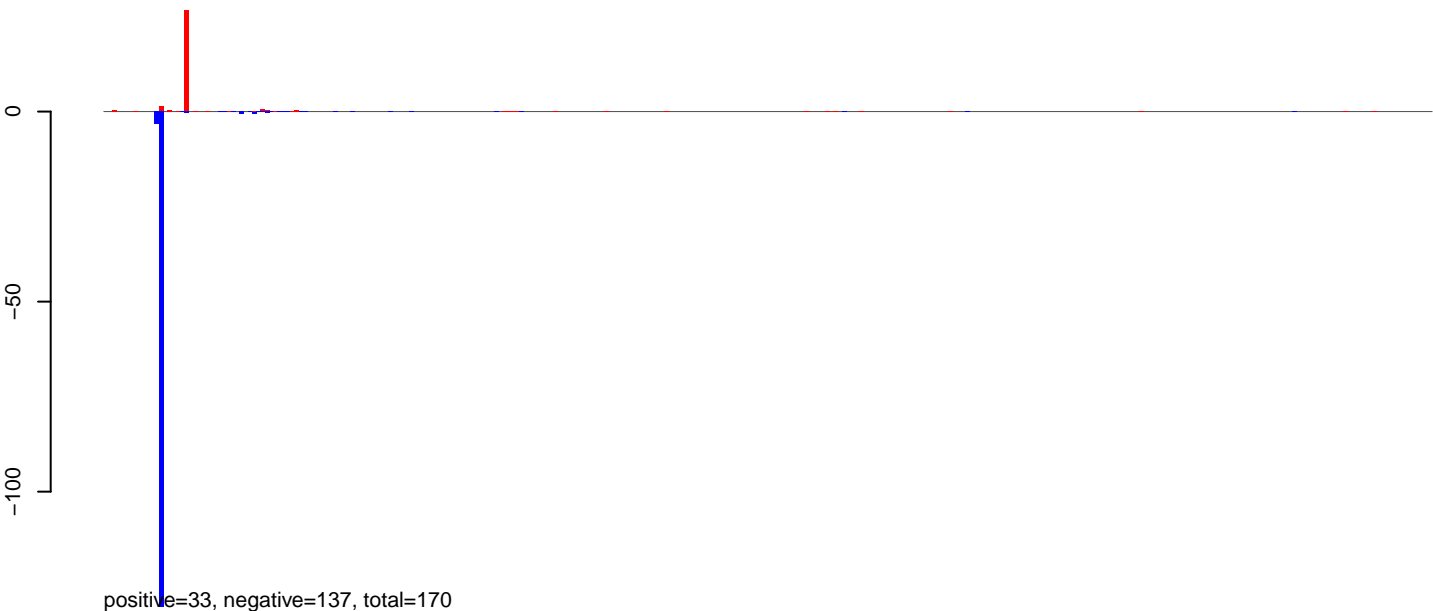 0
−50
−100
positive=33, negative=137, total=170